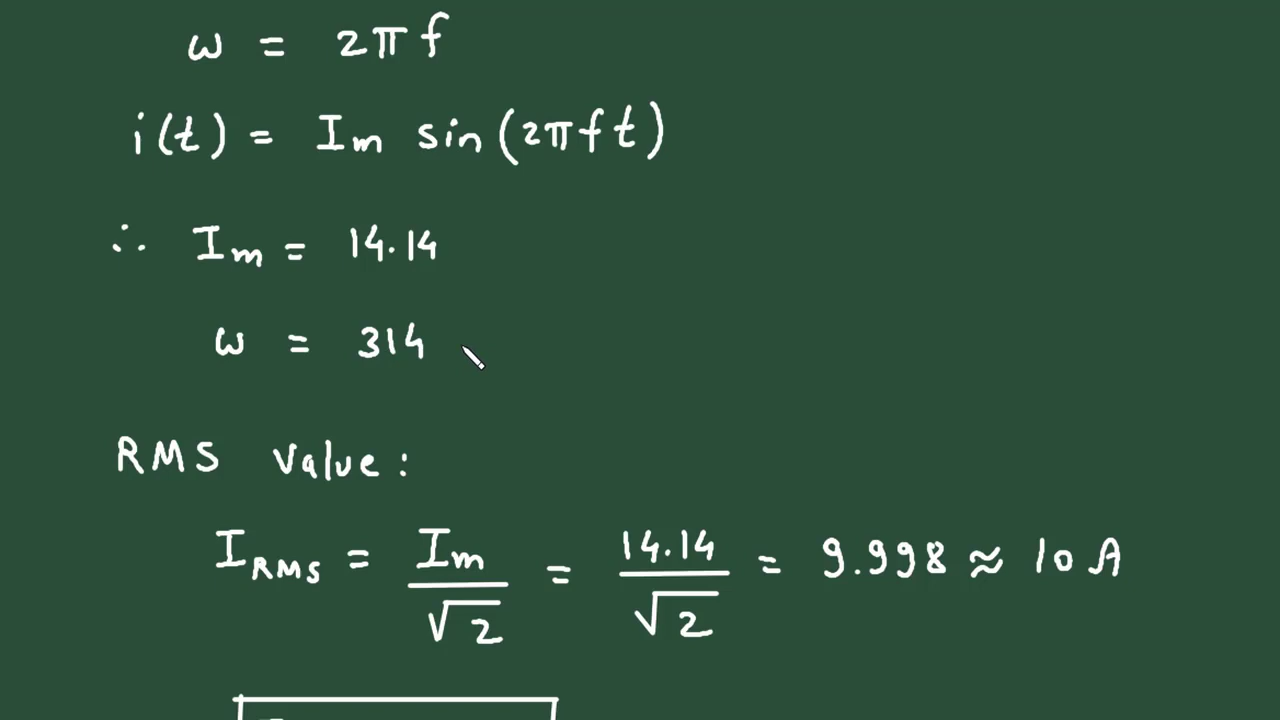 ω = 2πf
i(t) = Im sin(2πft)
∴ Im = 14.14
ω = 314
RMS Value:
IRMS = Im/√2 = 14.14/√2 = 9.998 ≈ 10 A